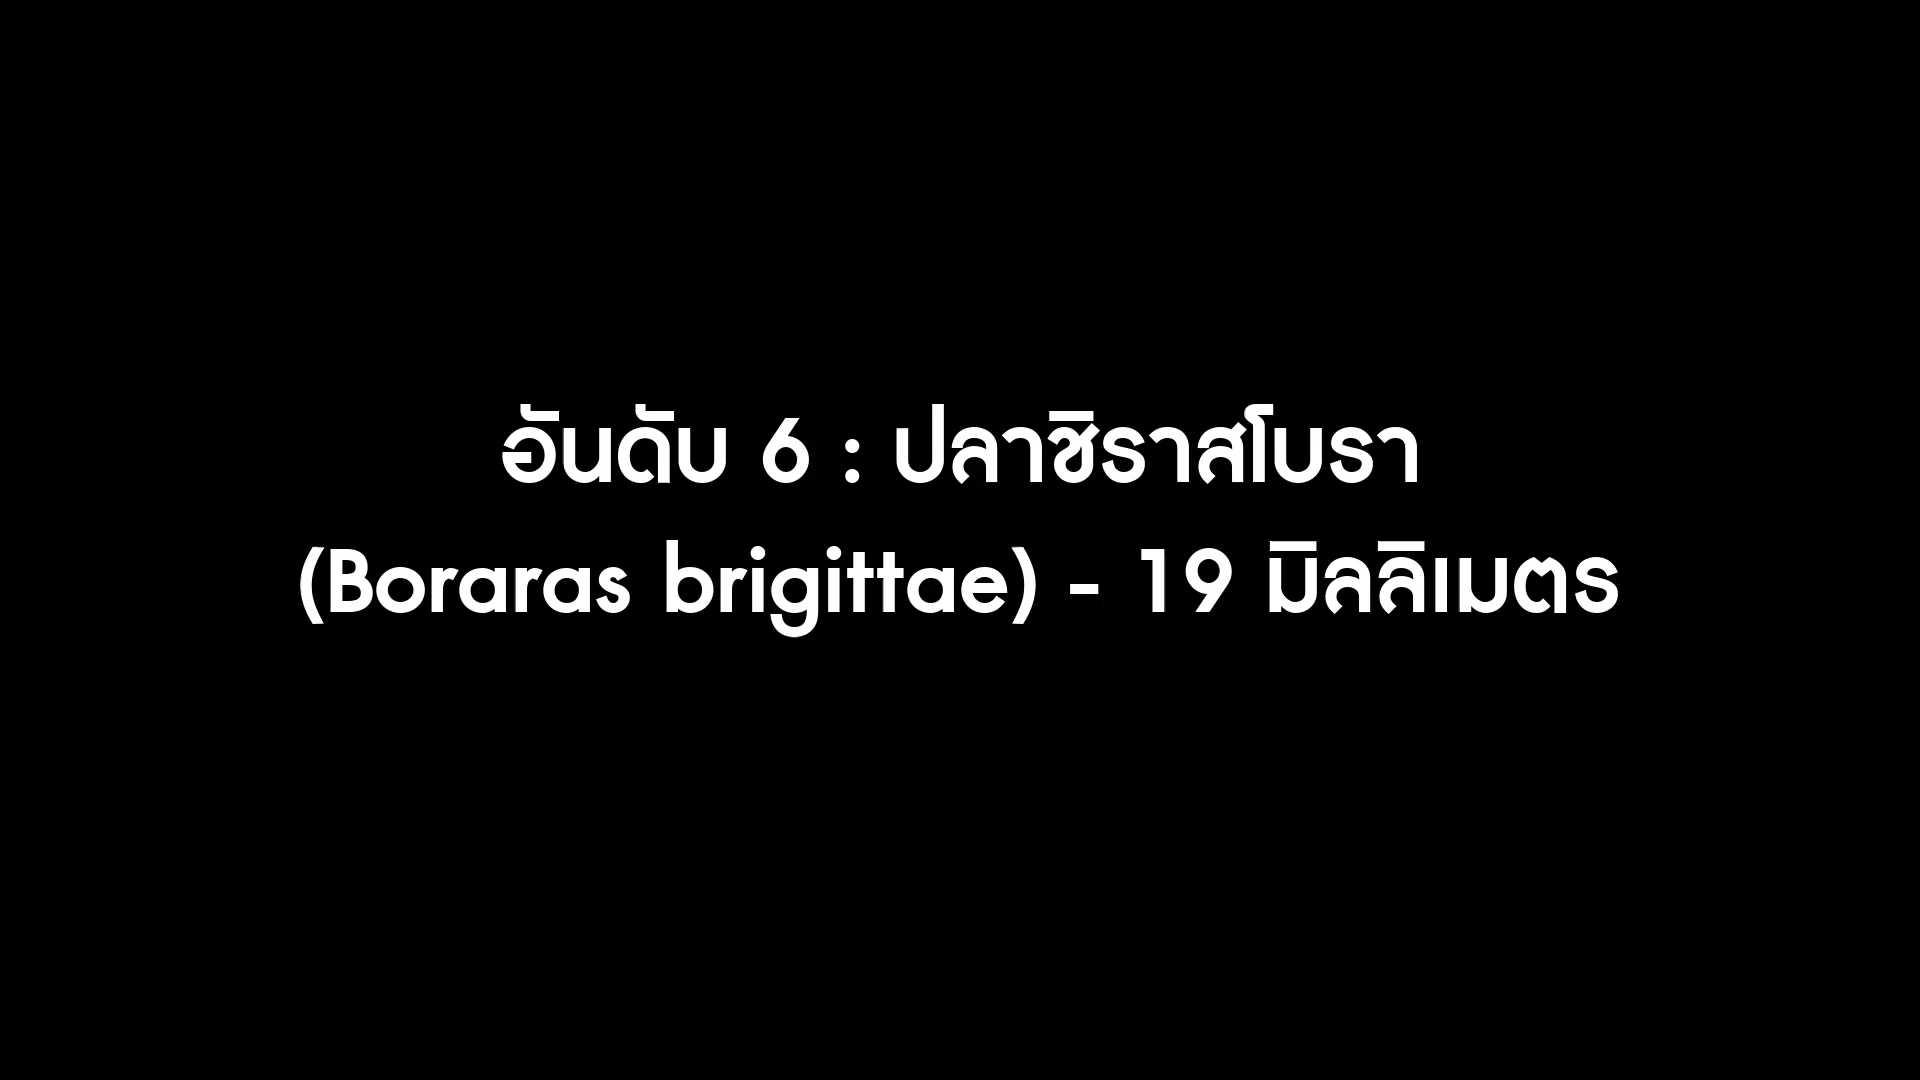 อันดับ 6 : ปลาชิราสโบรา
(Boraras brigittae) - 19 มิลลิเมตร